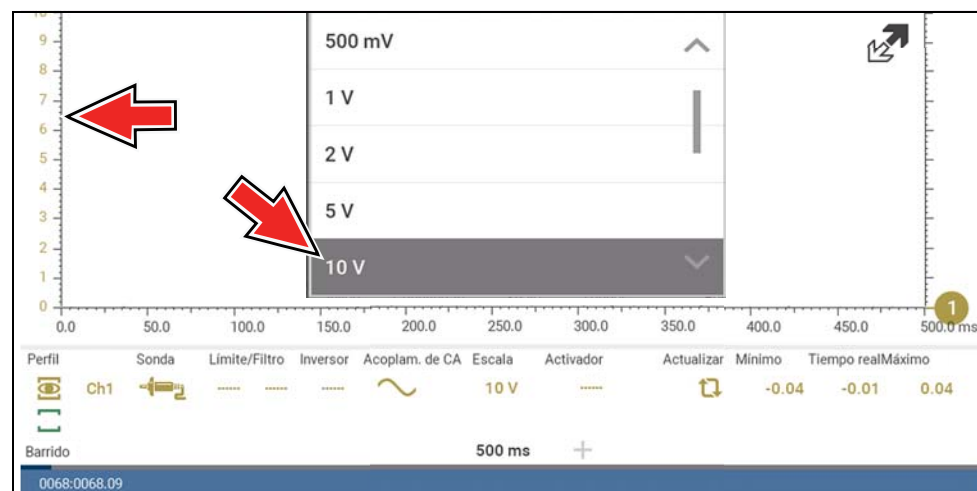 10
9
500 mV
8
7
1 V
6
2 V
5
4
5 V
3
2
10 V
1
0
1
0.0 50.0 100.0 150.0 200.0 250.0 300.0 350.0 400.0 450.0 500.0 ms
Perfil Sonda Límite/Filtro Inversor Acoplam. de CA Escala Activador Actualizar Mínimo Tiempo realMáximo
Ch1 ----- ----- ----- 10 V ----- -0.04 -0.01 0.04
Barrido 500 ms +
0068:0068.09